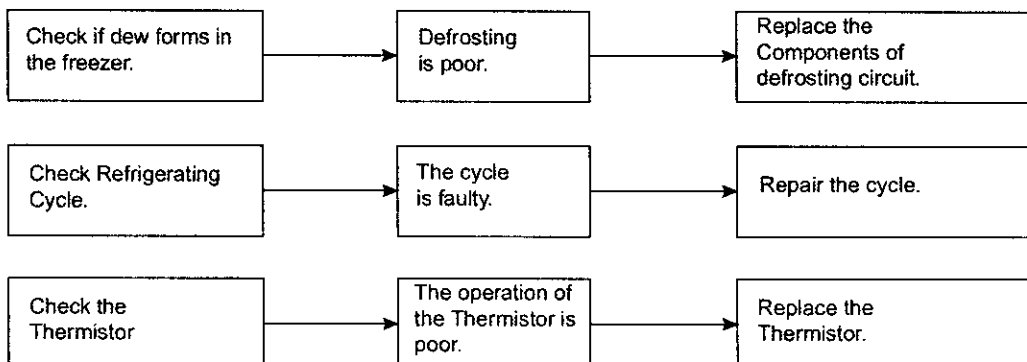 Check if dew forms in
the freezer.
Defrosting
is poor.
Replace the
Components of
defrosting circuit.
Check Refrigerating
Cycle.
The cycle
is faulty.
Repair the cycle.
Check the
Thermistor
The operation of
the Thermistor is
poor.
Replace the
Thermistor.